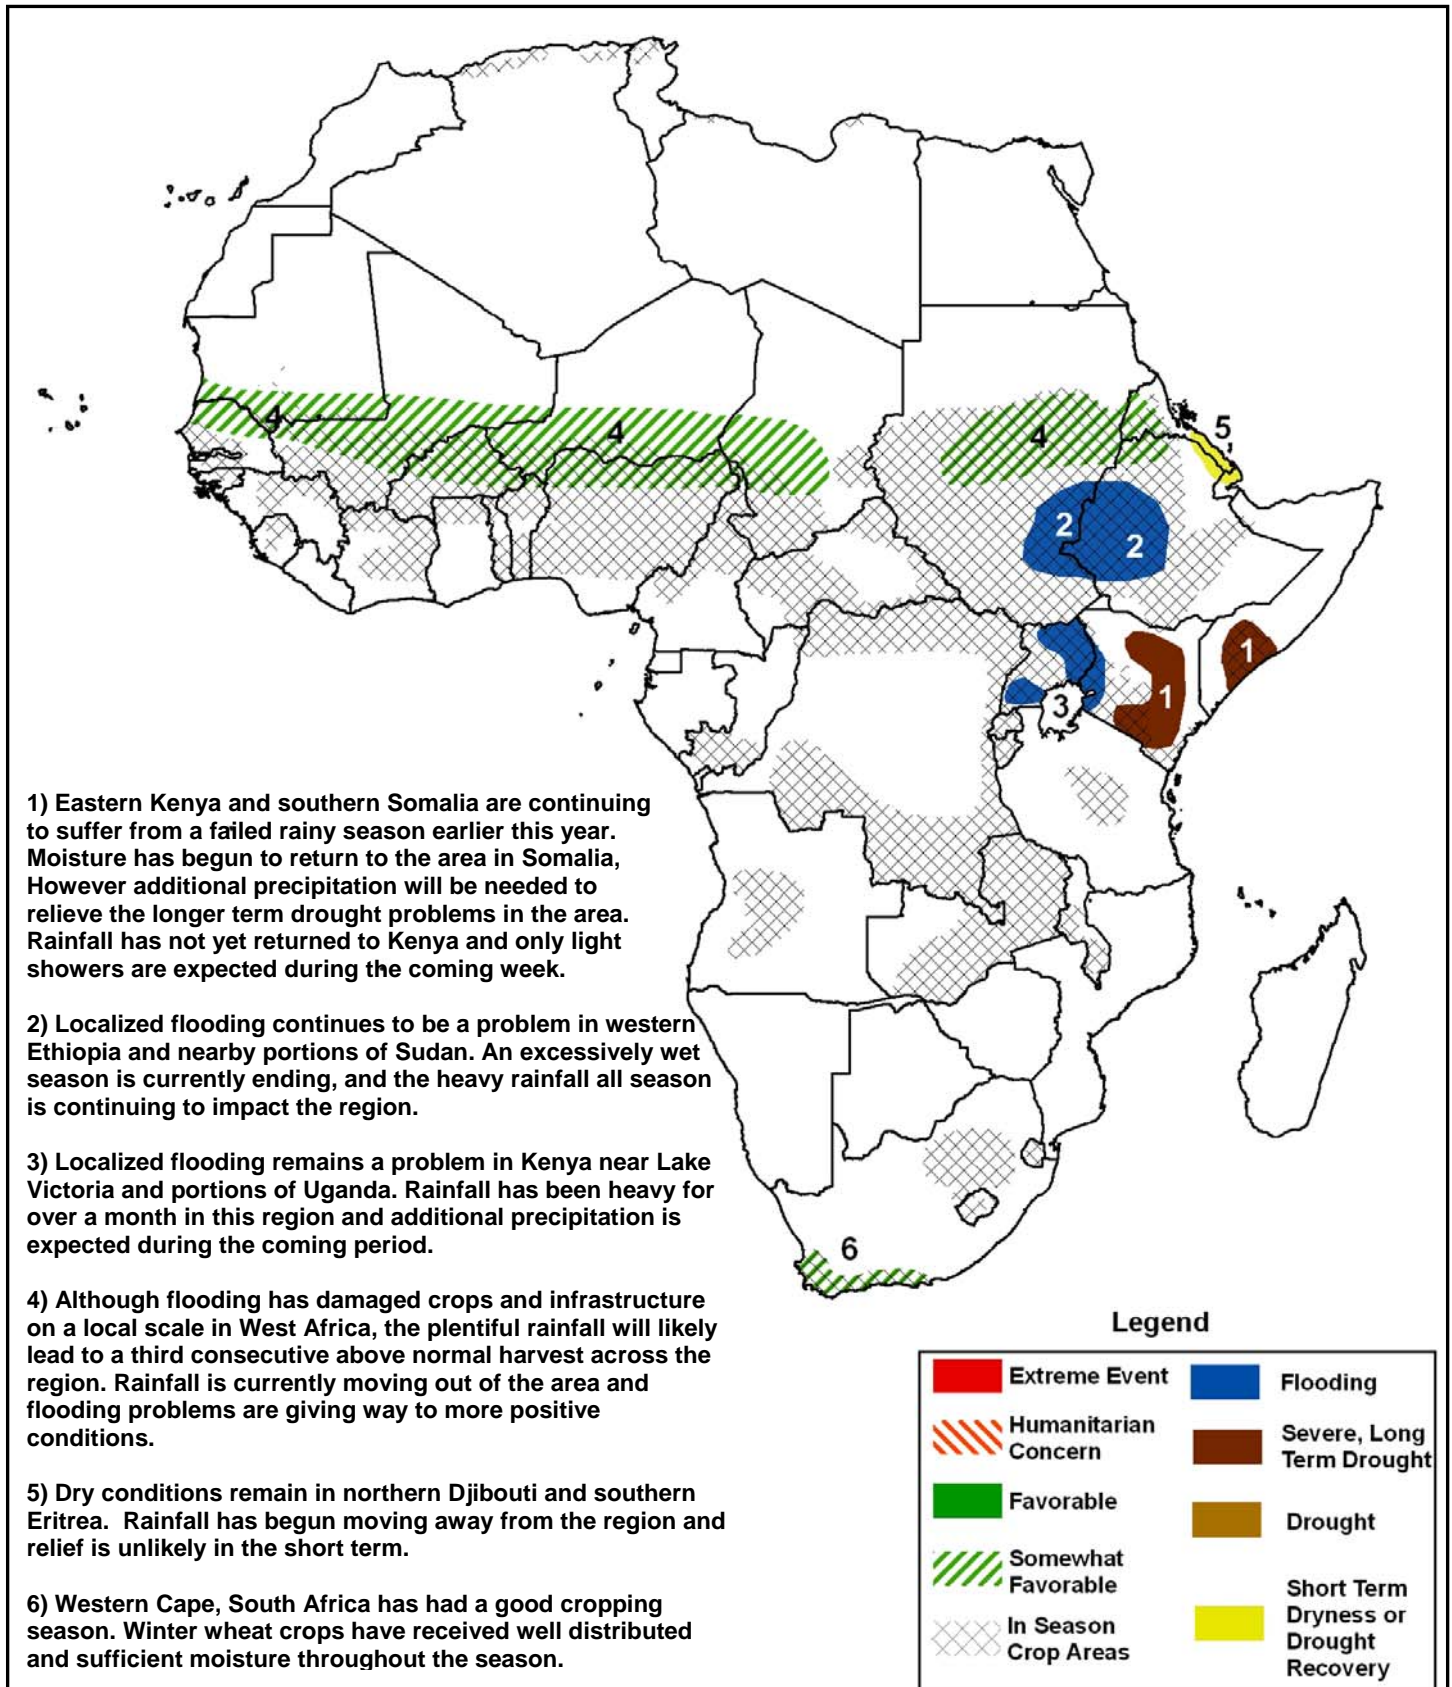 5
4
4
4
2
2
1
1
3
1) Eastern Kenya and southern Somalia are continuing
to suffer from a failed rainy season earlier this year.
Moisture has begun to return to the area in Somalia,
However additional precipitation will be needed to
relieve the longer term drought problems in the area.
Rainfall has not yet returned to Kenya and only light
showers are expected during the coming week.
2) Localized flooding continues to be a problem in western
Ethiopia and nearby portions of Sudan. An excessively wet
season is currently ending, and the heavy rainfall all season
is continuing to impact the region.
3) Localized flooding remains a problem in Kenya near Lake
Victoria and portions of Uganda. Rainfall has been heavy for
over a month in this region and additional precipitation is
expected during the coming period.
6
4) Although flooding has damaged crops and infrastructure
on a local scale in West Africa, the plentiful rainfall will likely
lead to a third consecutive above normal harvest across the
region. Rainfall is currently moving out of the area and
flooding problems are giving way to more positive
conditions.
5) Dry conditions remain in northern Djibouti and southern
Eritrea. Rainfall has begun moving away from the region and
relief is unlikely in the short term.
6) Western Cape, South Africa has had a good cropping
season. Winter wheat crops have received well distributed
and sufficient moisture throughout the season.
Legend
Extreme Event
Humanitarian
Concern
Favorable
Somewhat
Favorable
In Season
Crop Areas
Flooding
Severe, Long
Term Drought
Drought
Short Term
Dryness or
Drought
Recovery